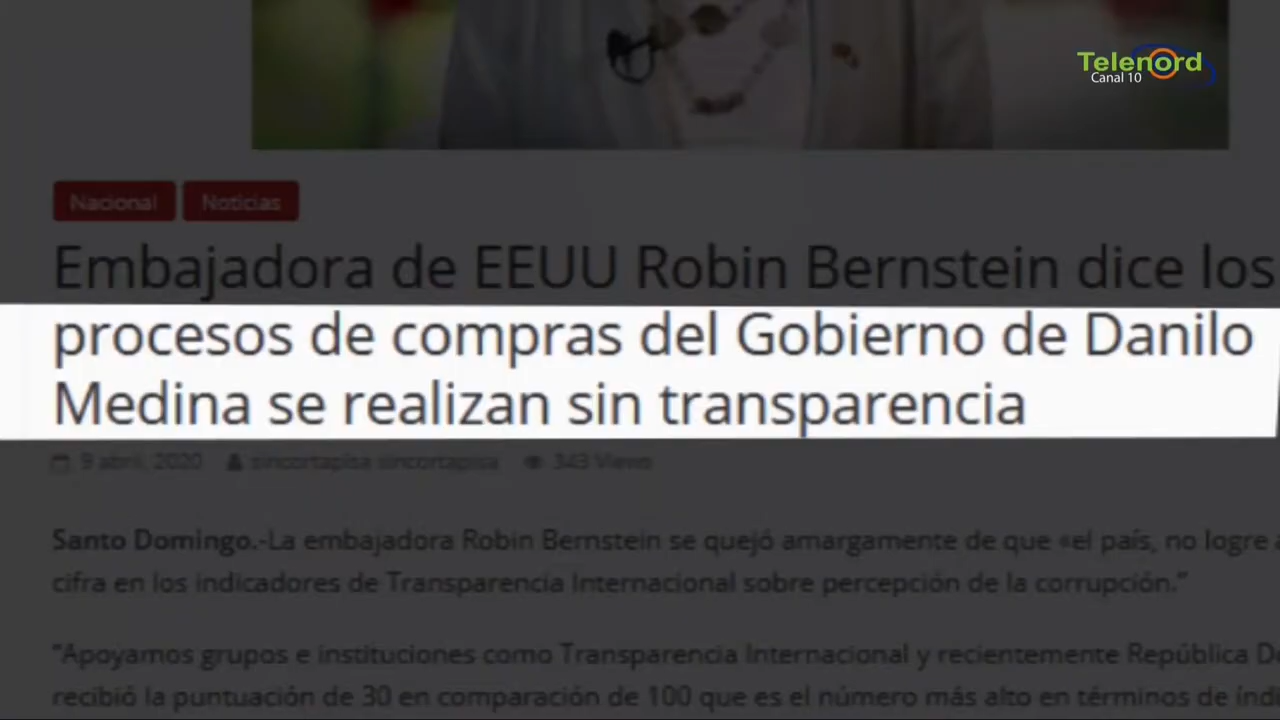 Telenord
Canal 10
Nacional Noticias
Embajadora de EEUU Robin Bernstein dice los
procesos de compras del Gobierno de Danilo
Medina se realizan sin transparencia
9 abril, 2020 sincortapisa sincortapisa 343 Views
Santo Domingo.-La embajadora Robin Bernstein se quejó amargamente de que «el país, no logre
cifra en los indicadores de Transparencia Internacional sobre percepción de la corrupción.”
“Apoyamos grupos e instituciones como Transparencia Internacional y recientemente República
recibió la puntuación de 30 en comparación de 100 que es el número más alto en términos de